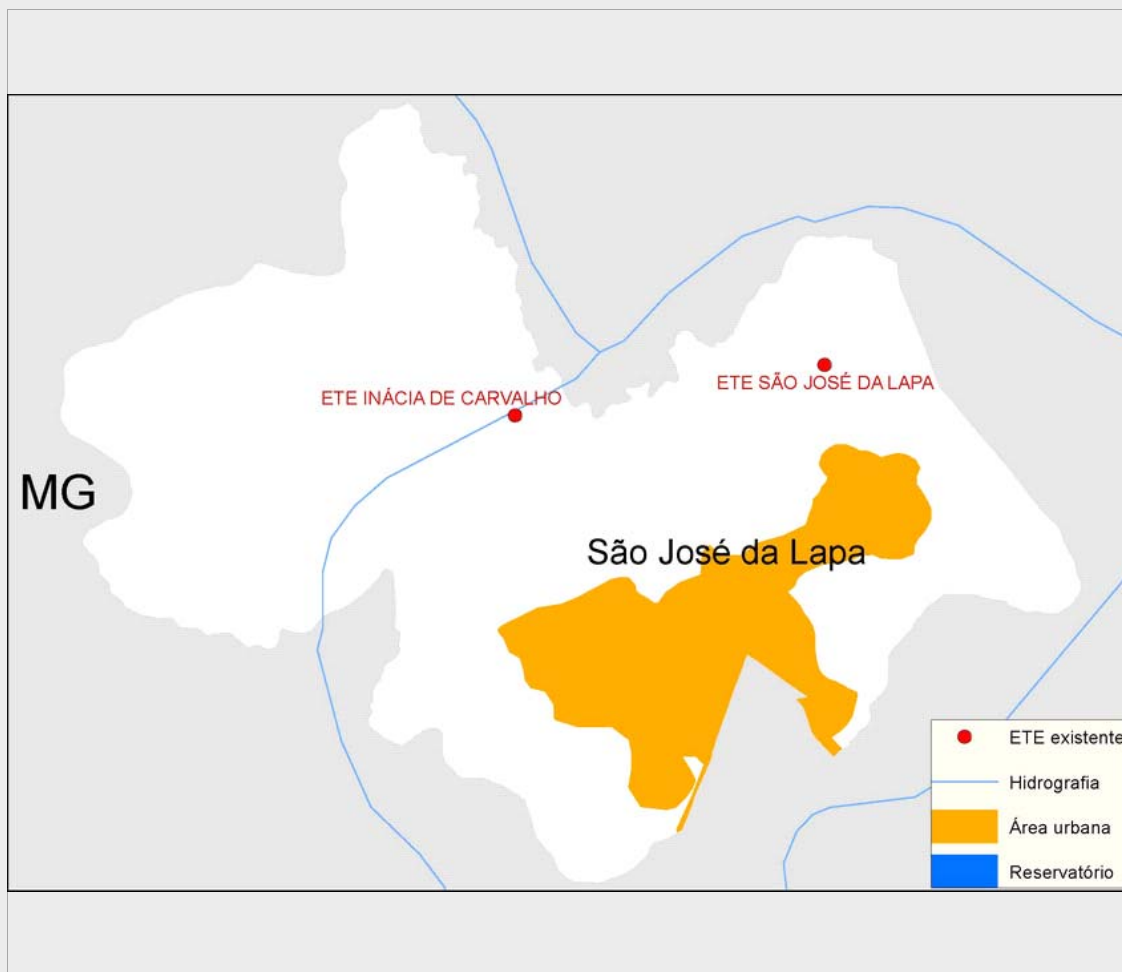 ETE SÃO JOSÉ DA LAPA
ETE INÁCIA DE CARVALHO
MG
São José da Lapa
ETE existente
Hidrografia
Área urbana
Reservatório